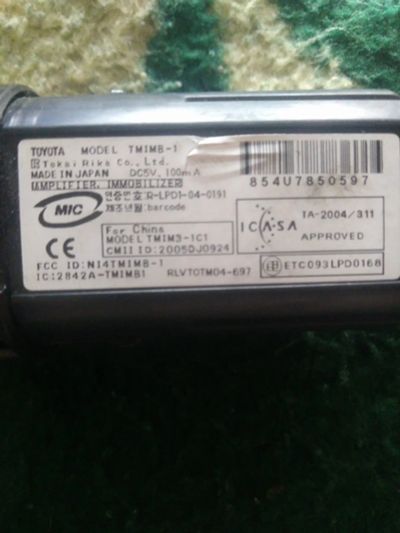 TOYOTA MODEL TMIMB-1
Tokai Rika Co., Ltd.
MADE IN JAPAN DC5V, 100mA
AMPLIFIER, IMMOBILIZER
854U7850597
MIC
인증번호 R-LPD1-04-0191
제조년월 barcode
For China
MODEL TMIM3-1C1
CMII ID: 2005DJ0924
ICASA
TA-2004/311
APPROVED
CE
FCC ID: NI4TMIMB-1
IC:2842A-TMIMB1
RLVTOTM04-697
ETC093LPD0168